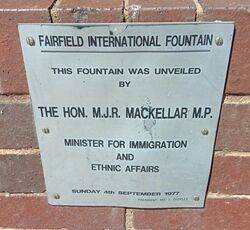 FAIRFIELD INTERNATIONAL FOUNTAIN
THIS FOUNTAIN WAS UNVEILED
BY
THE HON. M.J.R. MACKELLAR M.P.
MINISTER FOR IMMIGRATION
AND
ETHNIC AFFAIRS
SUNDAY 4th SEPTEMBER 1977
PRESIDENT